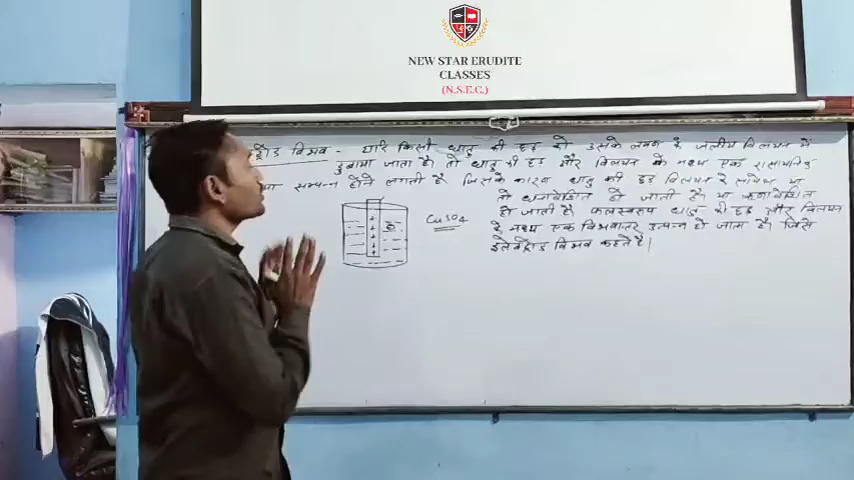 NEW STAR ERUDITE
CLASSES
(N.S.E.C.)
विभव - यदि किसी धातु की छड़ को उसके लवण के जलीय विलयन में
डुबाया जाता है। तो धातु की छड़ और विलयन के मध्य एक रासायनिक
सम्पन्न होने लगती है जिसके कारण धातु की छड़ विलयन के सापेक्ष या
तो धनावेशित हो जाती है। या ऋणावेशित
हो जाती है फलस्वरूप धातु की छड़ और विलयन
के मध्य एक विभवान्तर उत्पन्न हो जाता है। जिसे
इलेक्ट्रोड विभव कहते है।
CuSO4